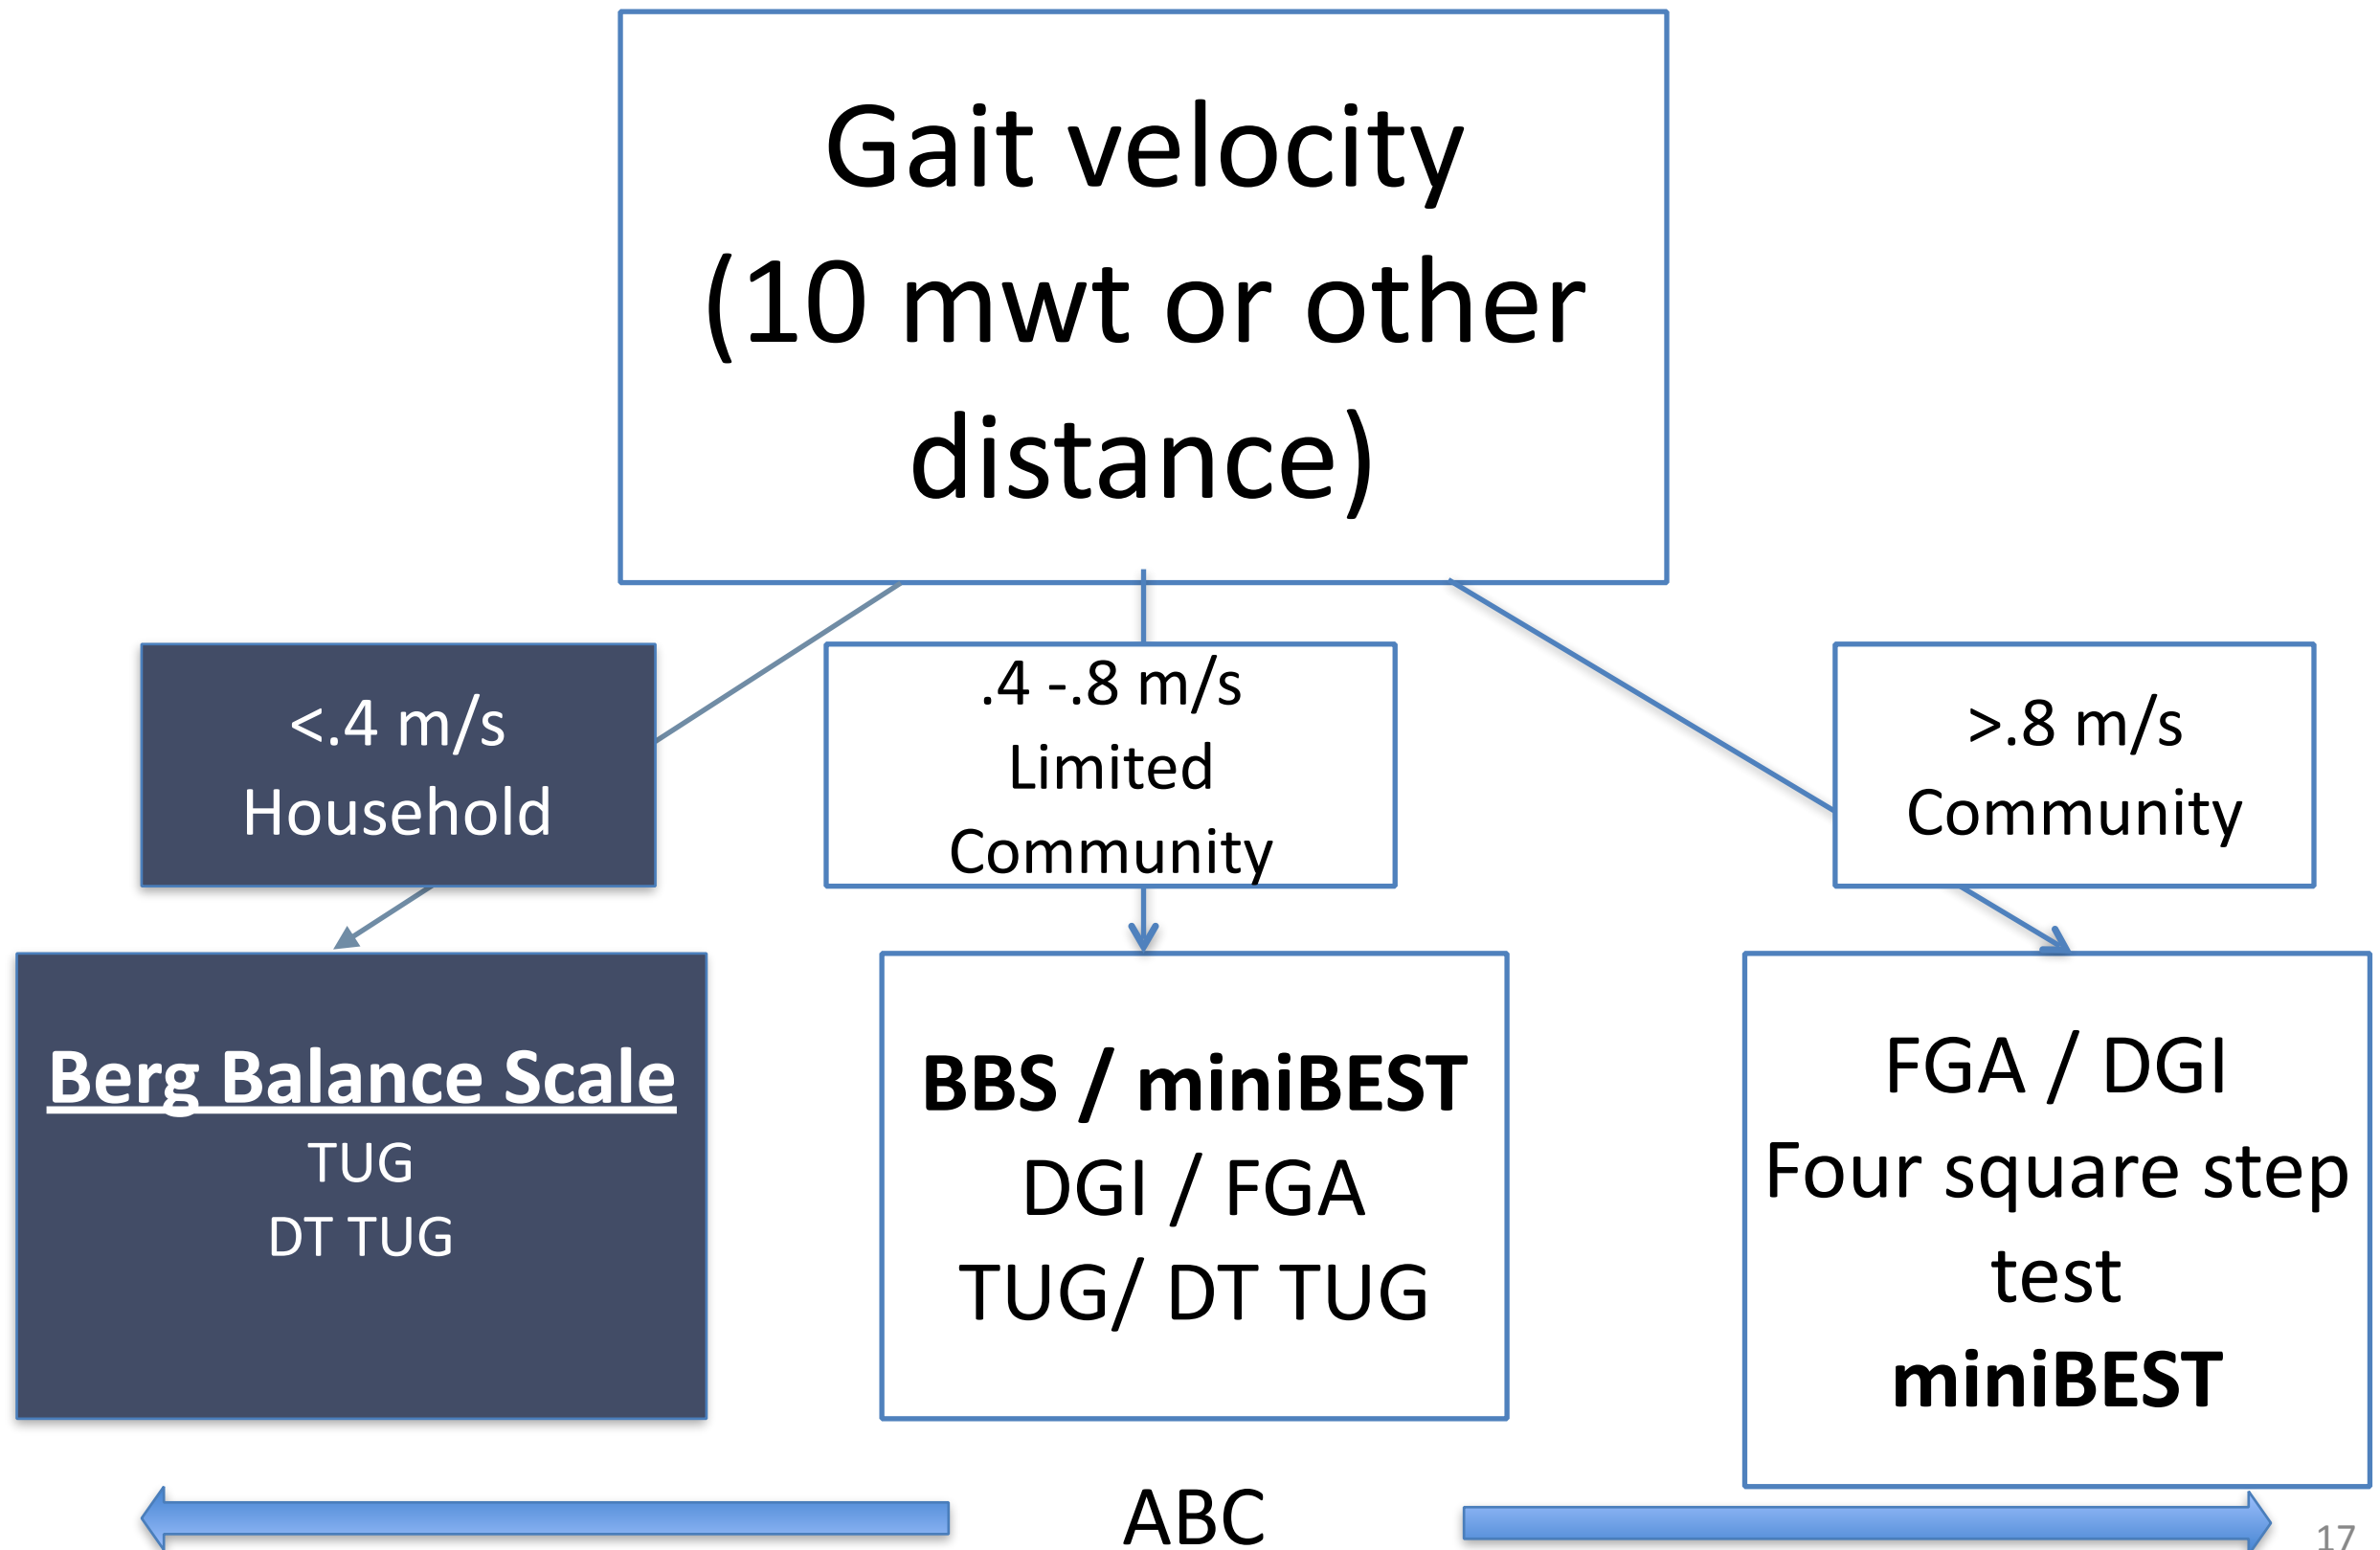 Gait velocity
(10 mwt or other
distance)
<.4 m/s
Household
.4 -.8 m/s
Limited
Community
>.8 m/s
Community
Berg Balance Scale
TUG
DT TUG
BBS / miniBEST
DGI / FGA
TUG/ DT TUG
FGA / DGI
Four square step
test
miniBEST
ABC
17